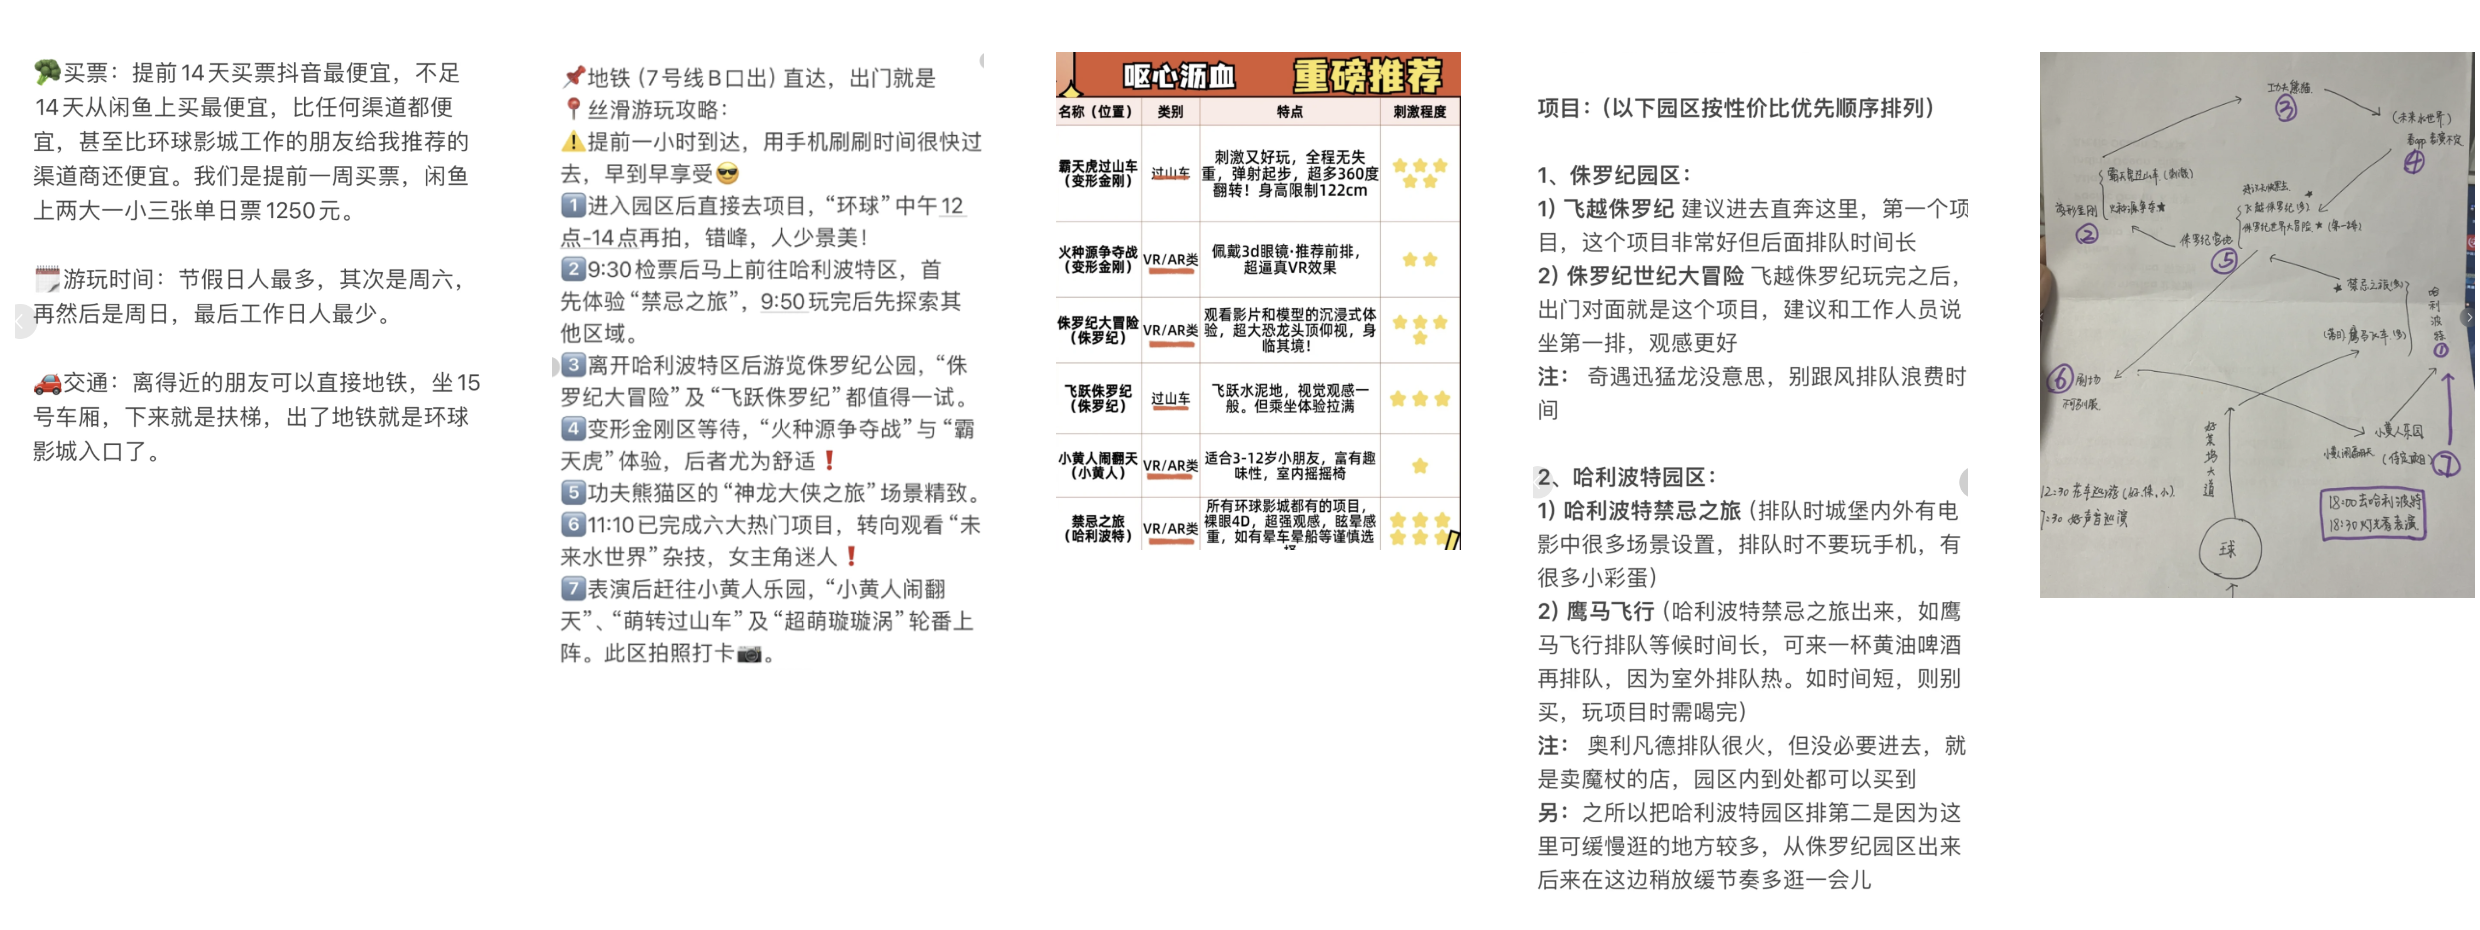 🥦买票：提前14天买票抖音最便宜，不足
14天从闲鱼上买最便宜，比任何渠道都便
宜，甚至比环球影城工作的朋友给我推荐的
渠道商还便宜。我们是提前一周买票，闲鱼
上两大一小三张单日票1250元。
🗓️游玩时间：节假日人最多，其次是周六，
再然后是周日，最后工作日人最少。
🚗交通：离得近的朋友可以直接地铁，坐15
号车厢，下来就是扶梯，出了地铁就是环球
影城入口了。
📌地铁（7号线B口出）直达，出门就是
📍丝滑游玩攻略：
⚠️提前一小时到达，用手机刷刷时间很快过
去，早到早享受😎
1️⃣进入园区后直接去项目，“环球”中午12
点-14点再拍，错峰，人少景美！
2️⃣9:30检票后马上前往哈利波特区，首
先体验“禁忌之旅”，9:50玩完后先探索其
他区域。
3️⃣离开哈利波特区后游览侏罗纪公园，“侏
罗纪大冒险”及“飞跃侏罗纪”都值得一试。
4️⃣变形金刚区等待，“火种源争夺战”与“霸
天虎”体验，后者尤为舒适❗
5️⃣功夫熊猫区的“神龙大侠之旅”场景精致。
6️⃣11:10已完成六大热门项目，转向观看“未
来水世界”杂技，女主角迷人❗
7️⃣表演后赶往小黄人乐园，“小黄人闹翻
天”、“萌转过山车”及“超萌璇璇涡”轮番上
阵。此区拍照打卡📷。
呕心沥血 重磅推荐
名称（位置） 类别 特点 刺激程度
霸天虎过山车
（变形金刚）
过山车
刺激又好玩，全程无失
重，弹射起步，超多360度
翻转！身高限制122cm
火种源争夺战
（变形金刚）
VR/AR类
佩戴3d眼镜·推荐前排，
超逼真VR效果
侏罗纪大冒险
（侏罗纪）
VR/AR类
观看影片和模型的沉浸式体
验，超大恐龙头顶仰视，身
临其境！
飞跃侏罗纪
（侏罗纪）
过山车
飞跃水泥地，视觉观感一
般。但乘坐体验拉满
小黄人闹翻天
（小黄人）
VR/AR类
适合3-12岁小朋友，富有趣
味性，室内摇摇椅
禁忌之旅
（哈利波特）
VR/AR类
所有环球影城都有的项目，
裸眼4D，超强观感，眩晕感
重，如有晕车晕船等谨慎选
项目：（以下园区按性价比优先顺序排列）
1、侏罗纪园区：
1）飞越侏罗纪 建议进去直奔这里，第一个项
目，这个项目非常好但后面排队时间长
2）侏罗纪世纪大冒险 飞越侏罗纪玩完之后，
出门对面就是这个项目，建议和工作人员说
坐第一排，观感更好
注： 奇遇迅猛龙没意思，别跟风排队浪费时
间
2、哈利波特园区：
1）哈利波特禁忌之旅（排队时城堡内外有电
影中很多场景设置，排队时不要玩手机，有
很多小彩蛋）
2）鹰马飞行（哈利波特禁忌之旅出来，如鹰
马飞行排队等候时间长，可来一杯黄油啤酒
再排队，因为室外排队热。如时间短，则别
买，玩项目时需喝完）
注： 奥利凡德排队很火，但没必要进去，就
是卖魔杖的店，园区内到处都可以买到
另：之所以把哈利波特园区排第二是因为这
里可缓慢逛的地方较多，从侏罗纪园区出来
后来在这边稍放缓节奏多逛一会儿
工夫熊猫
③
（未来水世界）
看app 表演不定
④
霸天虎过山车（刺激）
火种源争夺★
变形金刚
②
飞越侏罗纪（多）
侏罗纪世界大冒险★（第一排）
侏罗纪营地
⑤
★禁忌之旅（多）
鹰马飞车（多）
哈利波特
①
⑥剧场
小黄人乐园
小黄人闹翻天
⑦
好莱坞大道
12:30 花车巡游（好.侏.小）
7:30 好声音巡演
18:00去哈利波特
18:30灯光秀表演
球